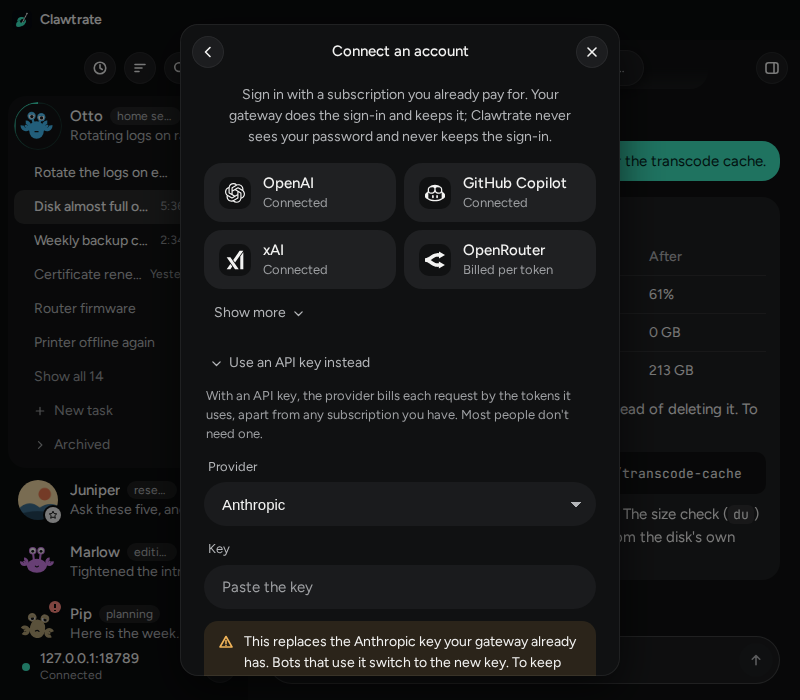 Clawtrate
Connect an account
Sign in with a subscription you already pay for. Your
gateway does the sign-in and keeps it; Clawtrate never
sees your password and never keeps the sign-in.
OpenAI
Connected
GitHub Copilot
Connected
xAI
Connected
OpenRouter
Billed per token
Show more
Use an API key instead
With an API key, the provider bills each request by the tokens it
uses, apart from any subscription you have. Most people don't
need one.
Provider
Anthropic
Key
Paste the key
This replaces the Anthropic key your gateway already
has. Bots that use it switch to the new key. To keep
Otto home se...
Rotating logs on
Rotate the logs on e...
Disk almost full o... 5:36
Weekly backup c... 2:34
Certificate rene... Yeste
Router firmware
Printer offline again
Show all 14
New task
Archived
Juniper rese...
Ask these five, an
Marlow editi...
Tightened the int
Pip planning
Here is the week.
127.0.0.1:18789
Connected
the transcode cache.
After
61%
0 GB
213 GB
ead of deleting it. To
/transcode-cache
The size check (du)
om the disk's own